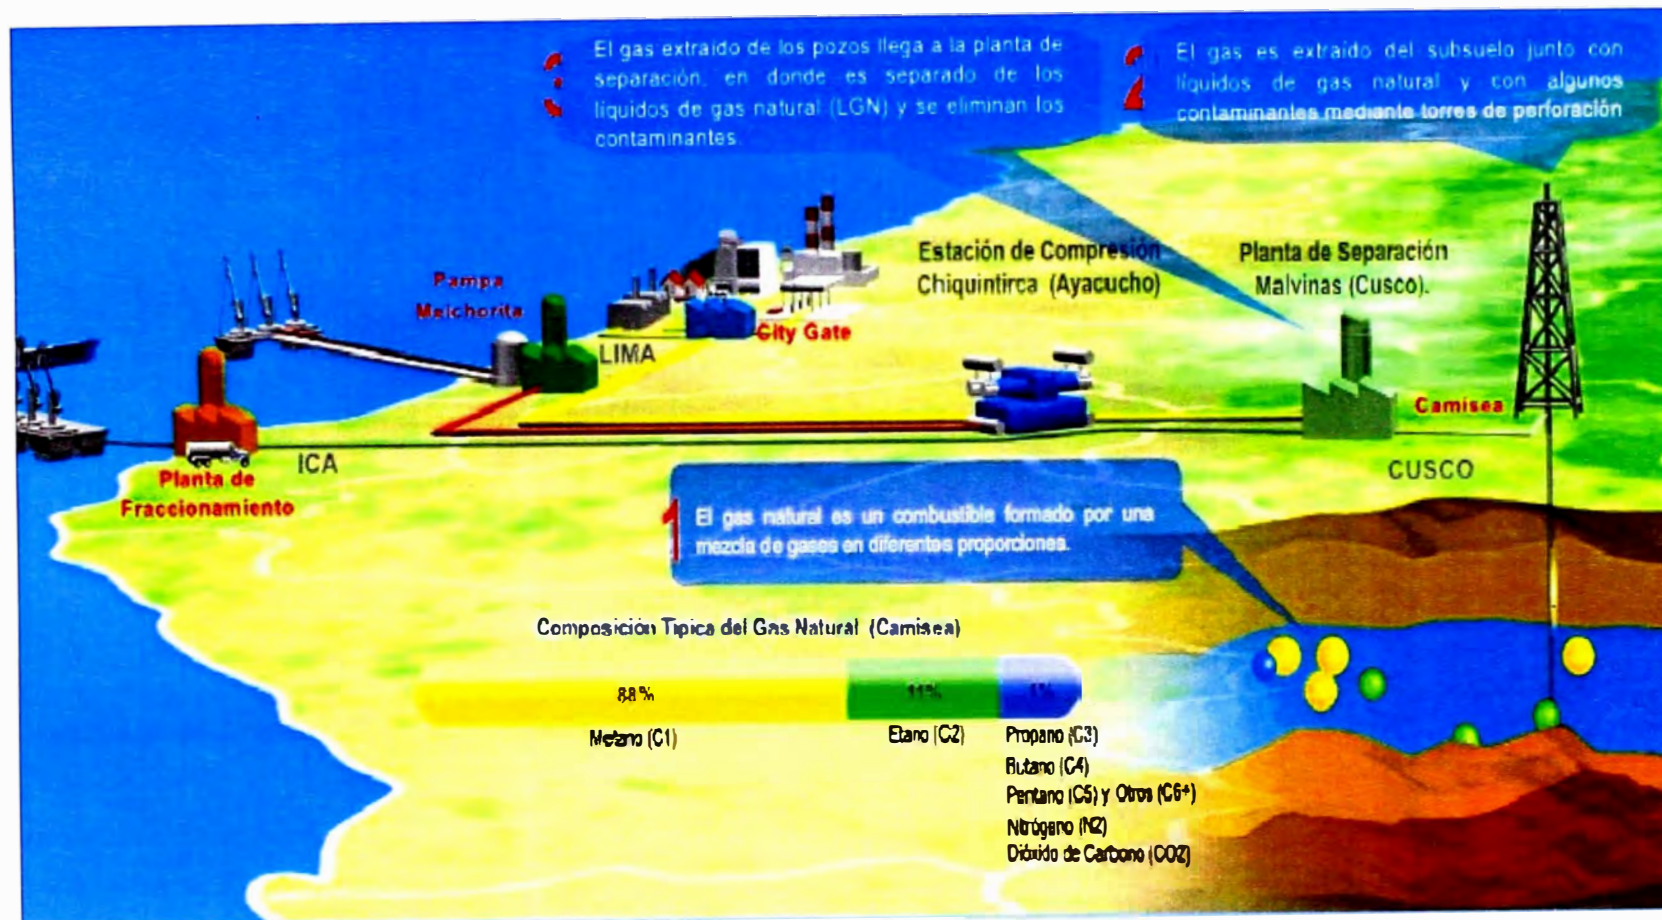 El gas extraído de los pozos llega a la planta de
separación, en donde es separado de los
líquidos de gas natural (LGN) y se eliminan los
contaminantes.
2
El gas es extraído del subsuelo junto con
líquidos de gas natural y con algunos
contaminantes mediante torres de perforación
Estación de Compresión
Chiquintirca (Ayacucho)
Planta de Separación
Malvinas (Cusco).
Pampa
Melchorita
City Gate
LIMA
Camisea
CUSCO
ICA
Planta de
Fraccionamiento
1
El gas natural es un combustible formado por una
mezcla de gases en diferentes proporciones.
Composición Típica del Gas Natural (Camisea)
88%
11%
1%
Metano (C1)
Etano (C2)
Propano (C3)
Butano (C4)
Pentano (C5) y Otros (C6+)
Nitrógeno (N2)
Dióxido de Carbono (CO2)